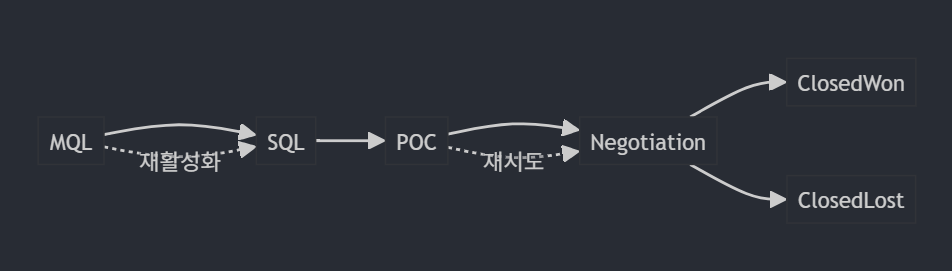 MQL
재활성화
SQL
POC
재시도
Negotiation
ClosedWon
ClosedLost